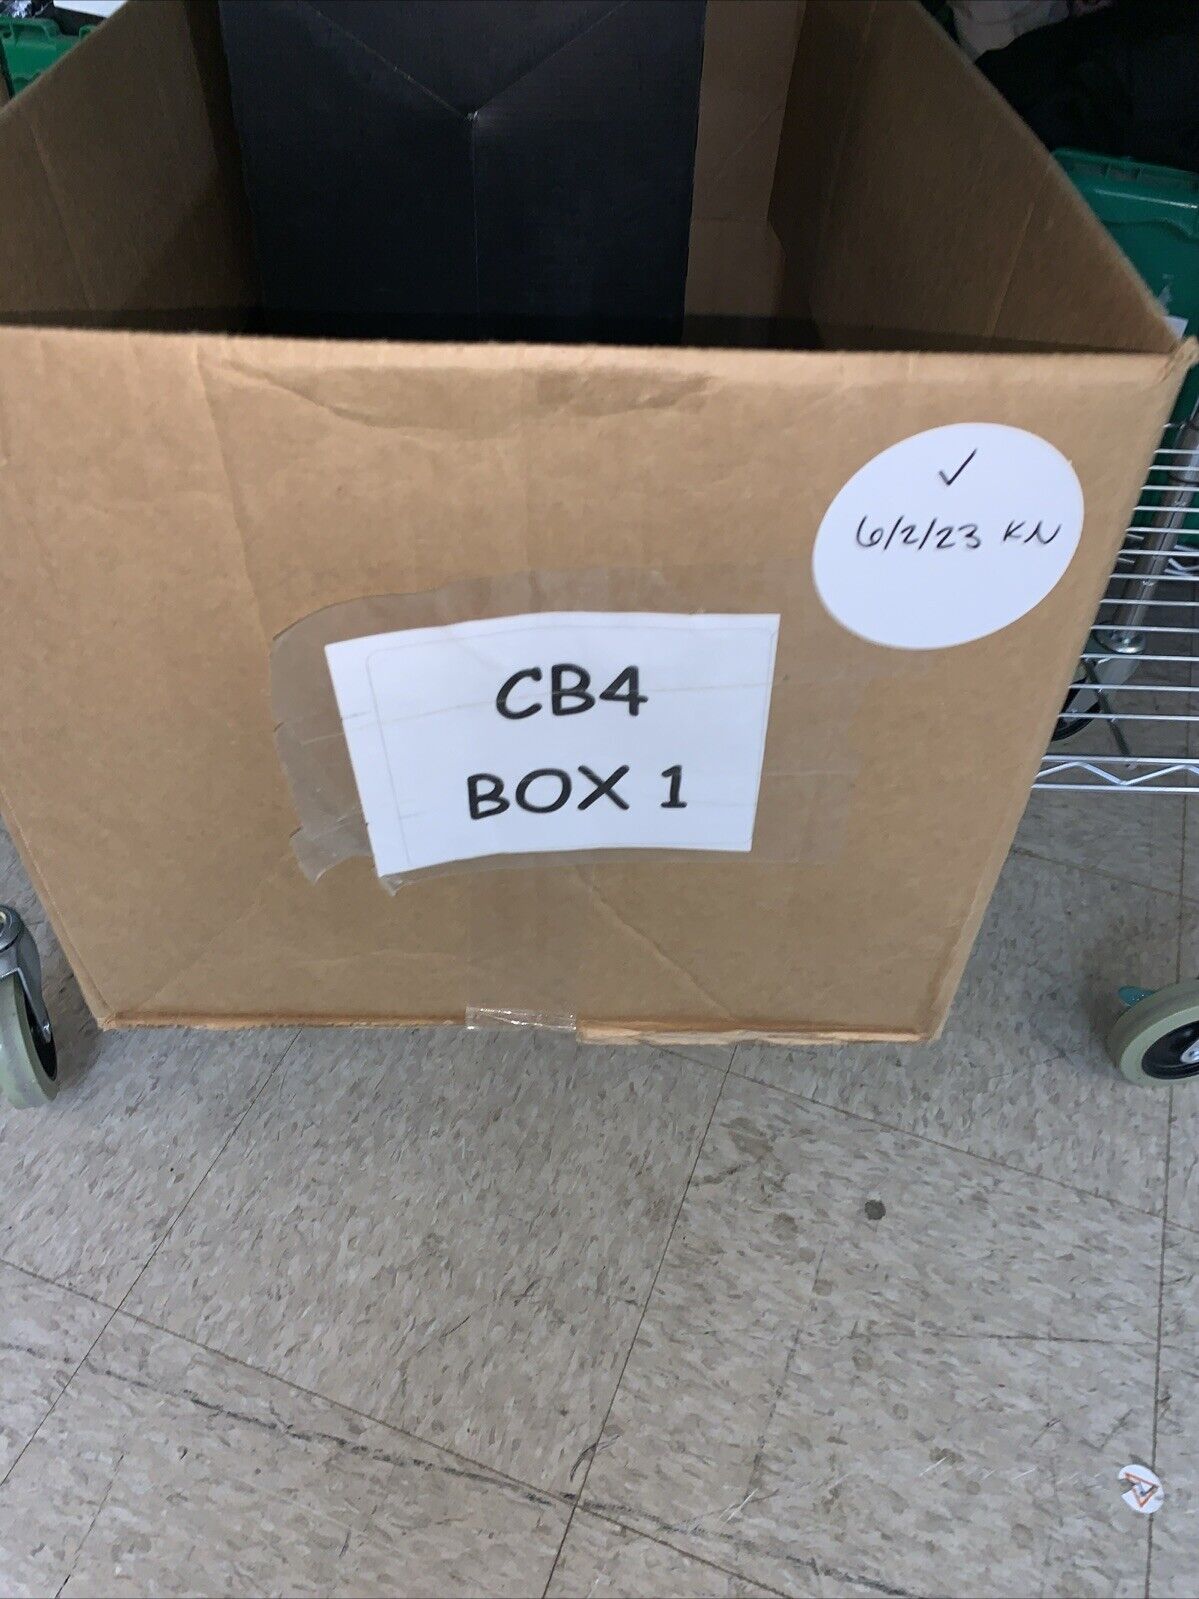 ✓
6/2/23 KN
CB4
BOX 1